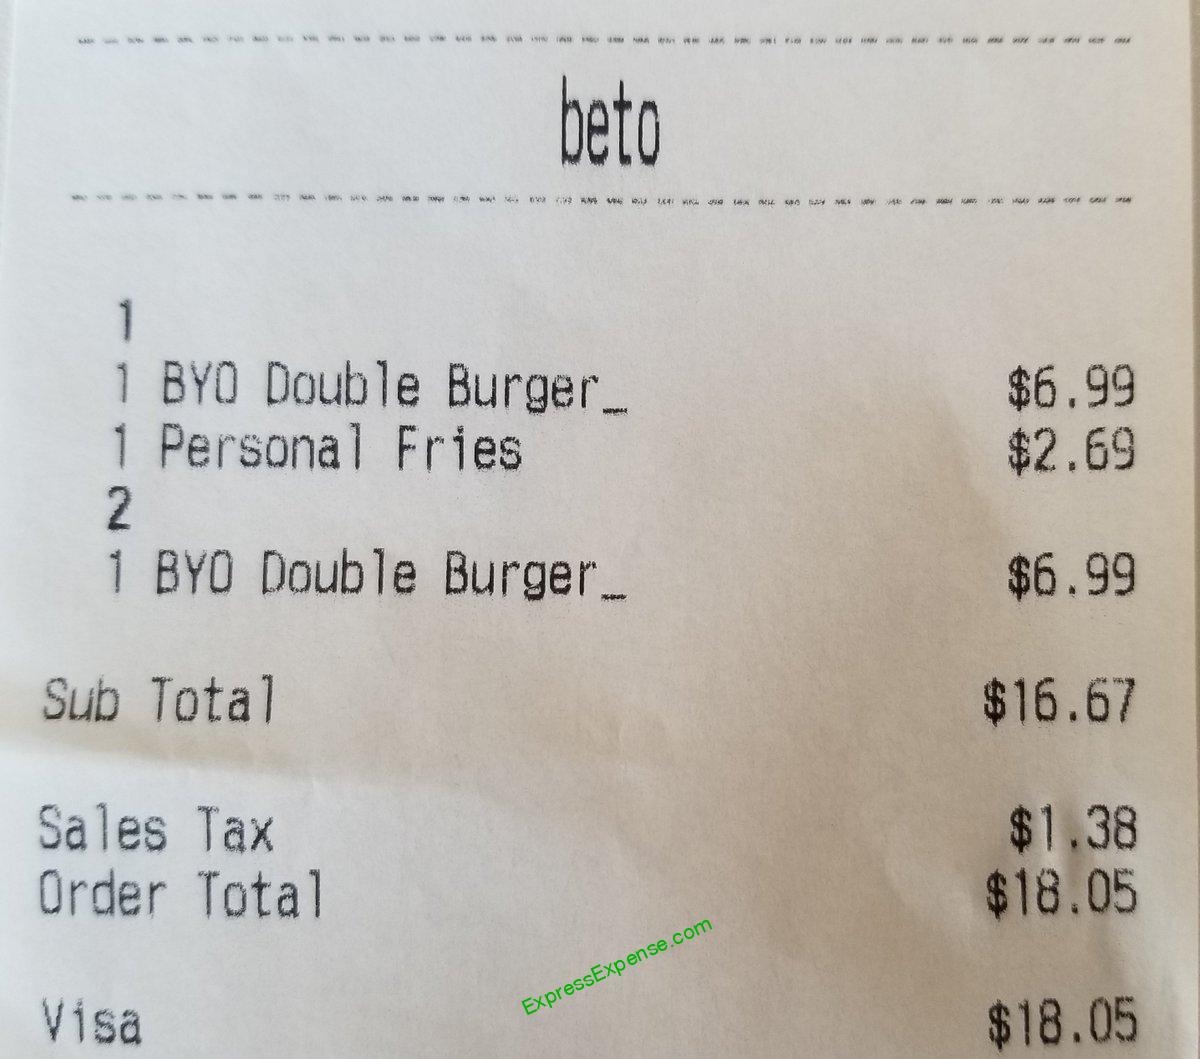 beto
1
1 BYO Double Burger_ $6.99
1 Personal Fries $2.69
2
1 BYO Double Burger_ $6.99
Sub Total $16.67
Sales Tax $1.38
Order Total $18.05
ExpressExpense.com
Visa $18.05